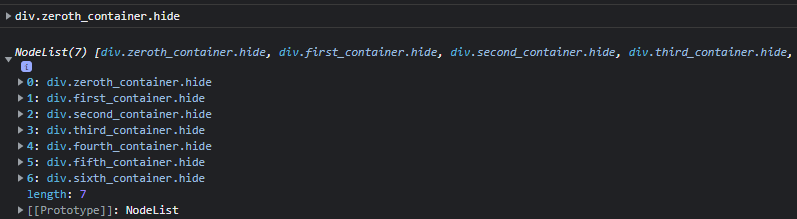 div.zeroth_container.hide
NodeList(7) [div.zeroth_container.hide, div.first_container.hide, div.second_container.hide, div.third_container.hide,
i
0: div.zeroth_container.hide
1: div.first_container.hide
2: div.second_container.hide
3: div.third_container.hide
4: div.fourth_container.hide
5: div.fifth_container.hide
6: div.sixth_container.hide
length: 7
[[Prototype]]: NodeList